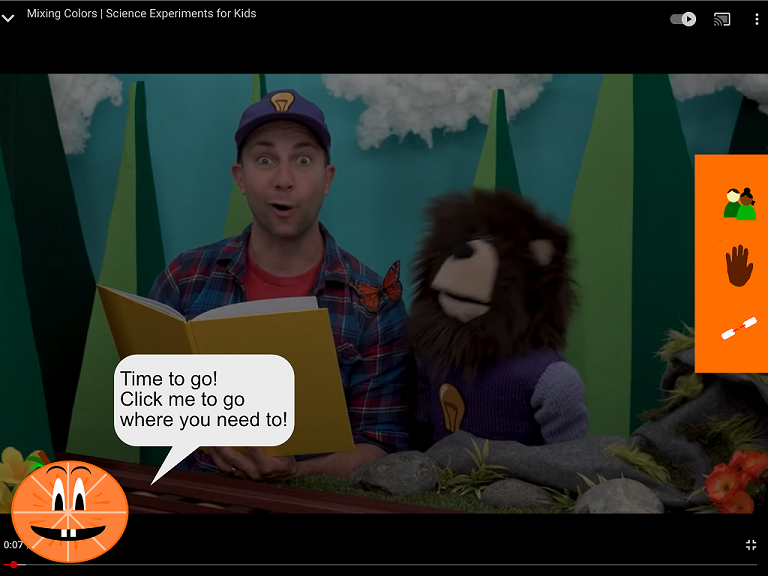 Mixing Colors | Science Experiments for Kids
Time to go!
Click me to go
where you need to!
0:07